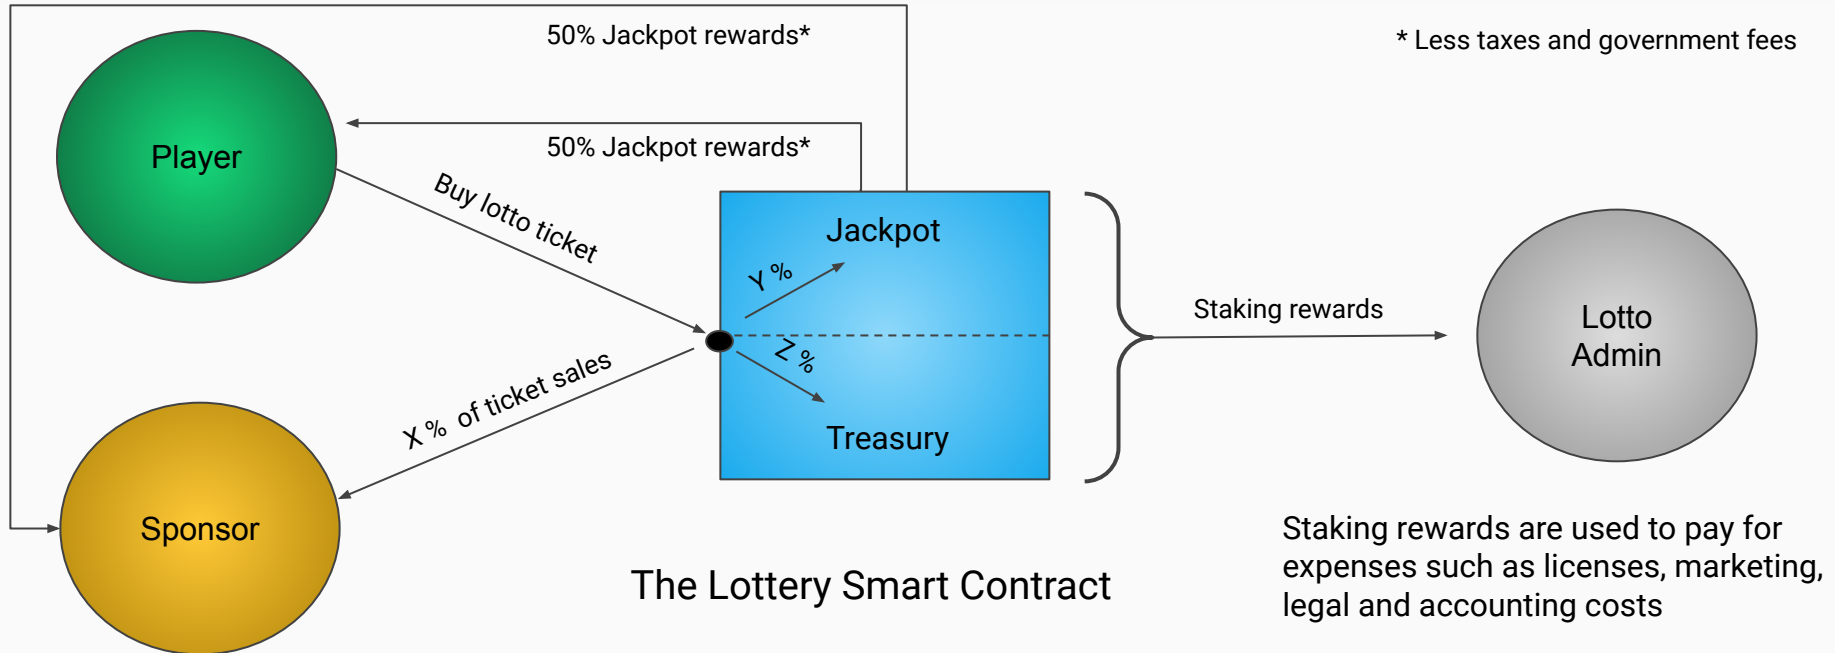 50% Jackpot rewards*
* Less taxes and government fees
Player
50% Jackpot rewards*
Buy lotto ticket
Jackpot
Y %
Staking rewards
Lotto
Admin
Z %
X % of ticket sales
Treasury
Sponsor
The Lottery Smart Contract
Staking rewards are used to pay for
expenses such as licenses, marketing,
legal and accounting costs